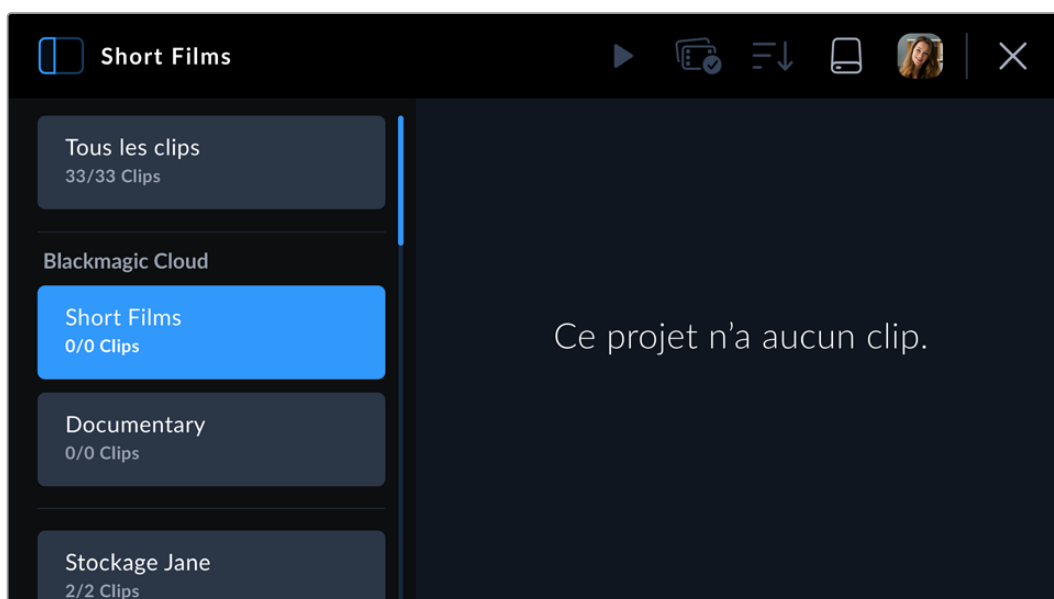 Short Films
Tous les clips
33/33 Clips
Blackmagic Cloud
Short Films
0/0 Clips
Documentary
0/0 Clips
Stockage Jane
2/2 Clips
Ce projet n’a aucun clip.